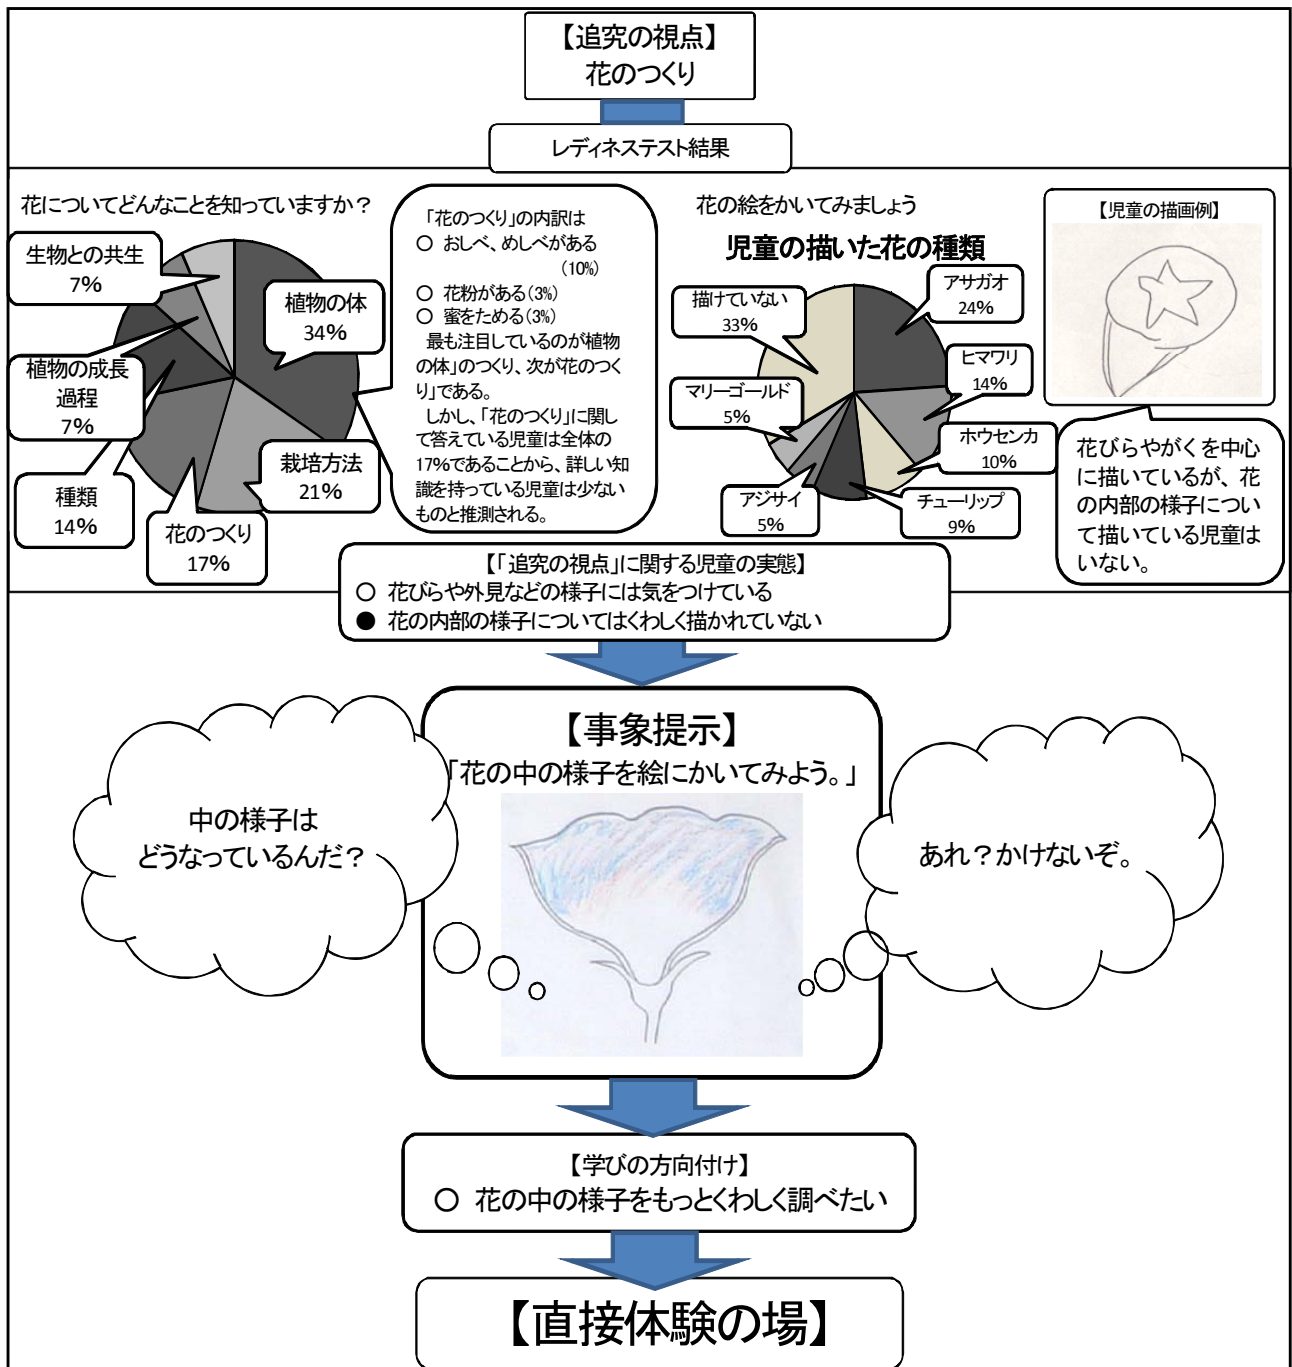 【追究の視点】
花のつくり
レディネステスト結果
花についてどんなことを知っていますか？
生物との共生
7%
植物の体
34%
植物の成長
過程
7%
種類
14%
花のつくり
17%
栽培方法
21%
「花のつくり」の内訳は
○ おしべ、めしべがある
(10%)
○ 花粉がある(3%)
○ 蜜をためる(3%)
最も注目しているのが植物
の体」のつくり、次が花のつく
り」である。
しかし、「花のつくり」に関し
て答えている児童は全体の
17%であることから、詳しい知
識を持っている児童は少ない
ものと推測される。
花の絵をかいてみましょう
児童の描いた花の種類
描けていない
33%
アサガオ
24%
ヒマワリ
14%
マリーゴールド
5%
ホウセンカ
10%
アジサイ
5%
チューリップ
9%
【児童の描画例】
花びらやがくを中心
に描いているが、花
の内部の様子につい
て描いている児童は
いない。
【「追究の視点」に関する児童の実態】
○ 花びらや外見などの様子には気をつけている
● 花の内部の様子についてはくわしく描かれていない
【事象提示】
「花の中の様子を絵にかいてみよう。」
中の様子は
どうなっているんだ？
あれ？かけないぞ。
【学びの方向付け】
○ 花の中の様子をもっとくわしく調べたい
【直接体験の場】